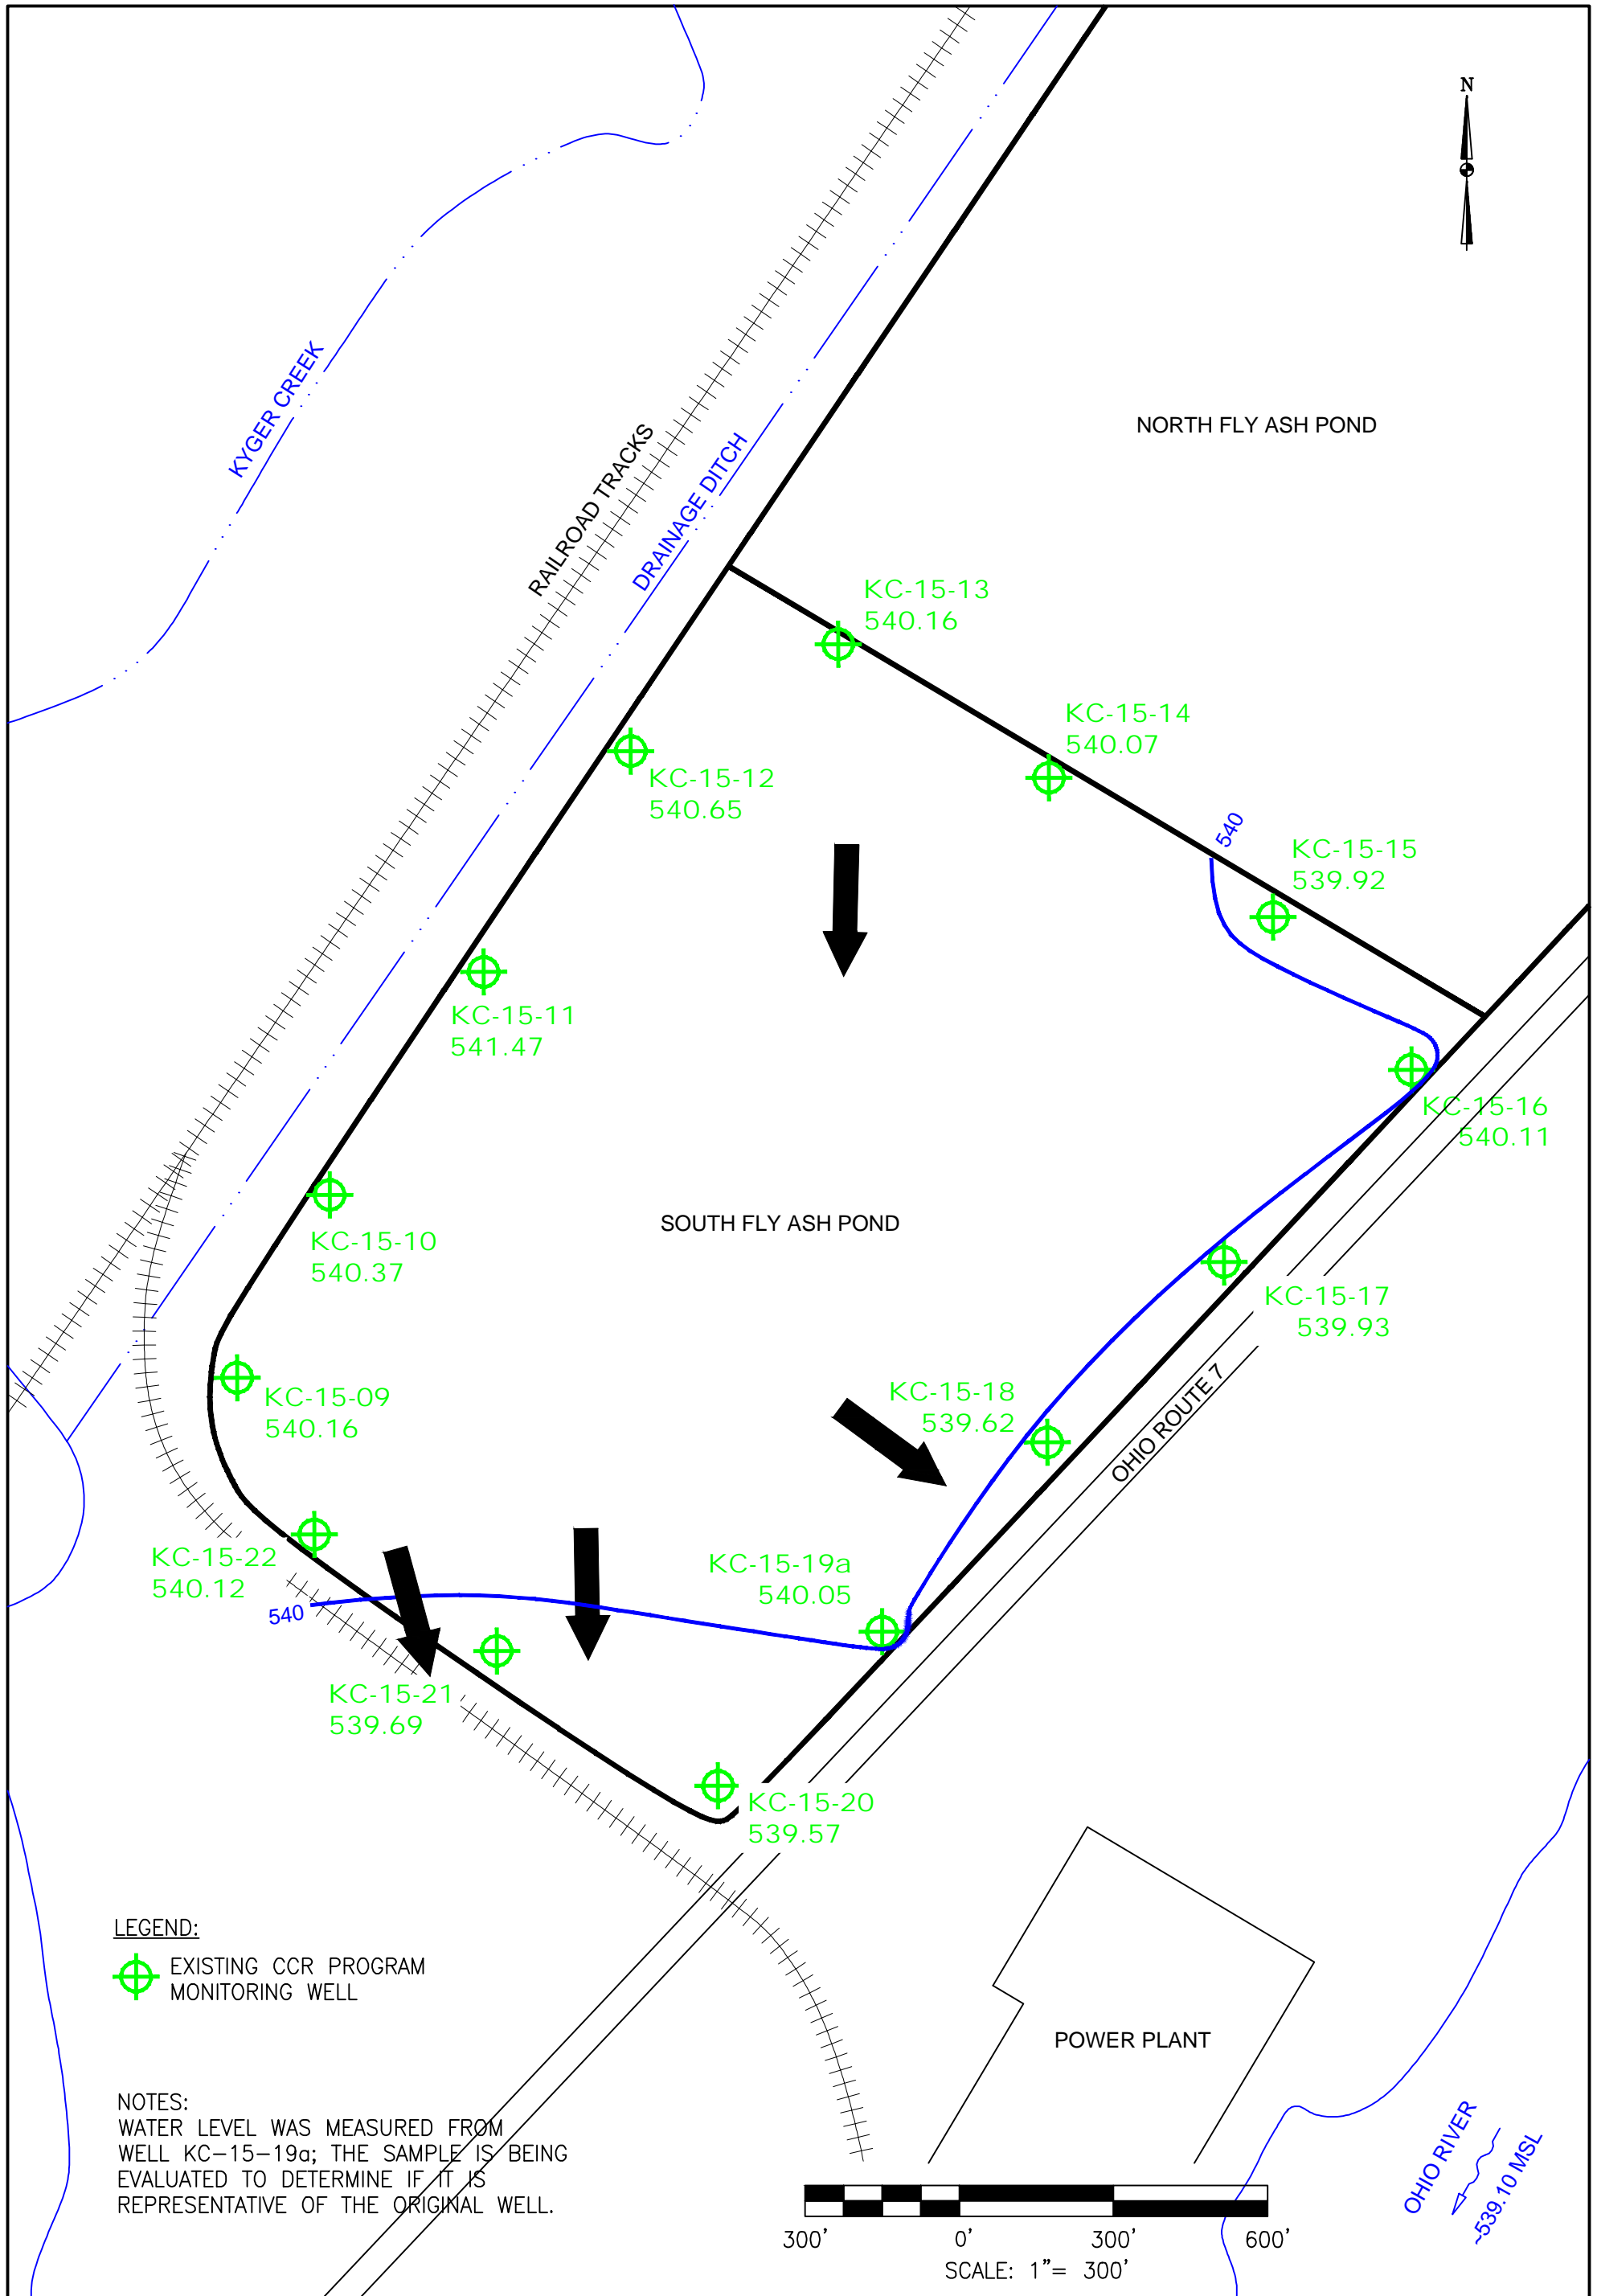 N
NORTH FLY ASH POND
KYGER CREEK
RAILROAD TRACKS
DRAINAGE DITCH
KC-15-13
540.16
KC-15-14
540.07
KC-15-12
540.65
540
KC-15-15
539.92
KC-15-11
541.47
KC-15-16
540.11
SOUTH FLY ASH POND
KC-15-10
540.37
KC-15-17
539.93
KC-15-09
540.16
KC-15-18
539.62
OHIO ROUTE 7
KC-15-22
540.12
KC-15-19a
540.05
540
KC-15-21
539.69
KC-15-20
539.57
LEGEND:
EXISTING CCR PROGRAM
MONITORING WELL
POWER PLANT
NOTES:
WATER LEVEL WAS MEASURED FROM
WELL KC-15-19a; THE SAMPLE IS BEING
EVALUATED TO DETERMINE IF IT IS
REPRESENTATIVE OF THE ORIGINAL WELL.
OHIO RIVER
~539.10 MSL
300' 0' 300' 600'
SCALE: 1"= 300'